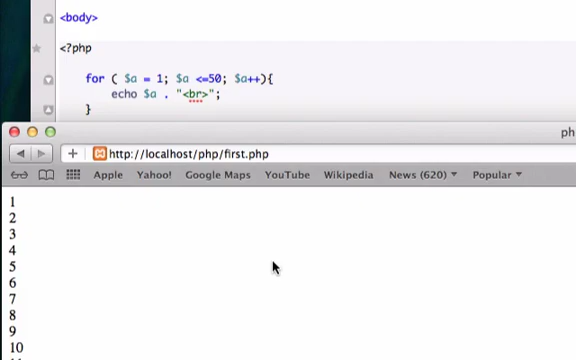 <body>
<?php
for ( $a = 1; $a <=50; $a++){
echo $a . "<br>";
}
ph
http://localhost/php/first.php
Apple Yahoo! Google Maps YouTube Wikipedia News (620) Popular
1
2
3
4
5
6
7
8
9
10